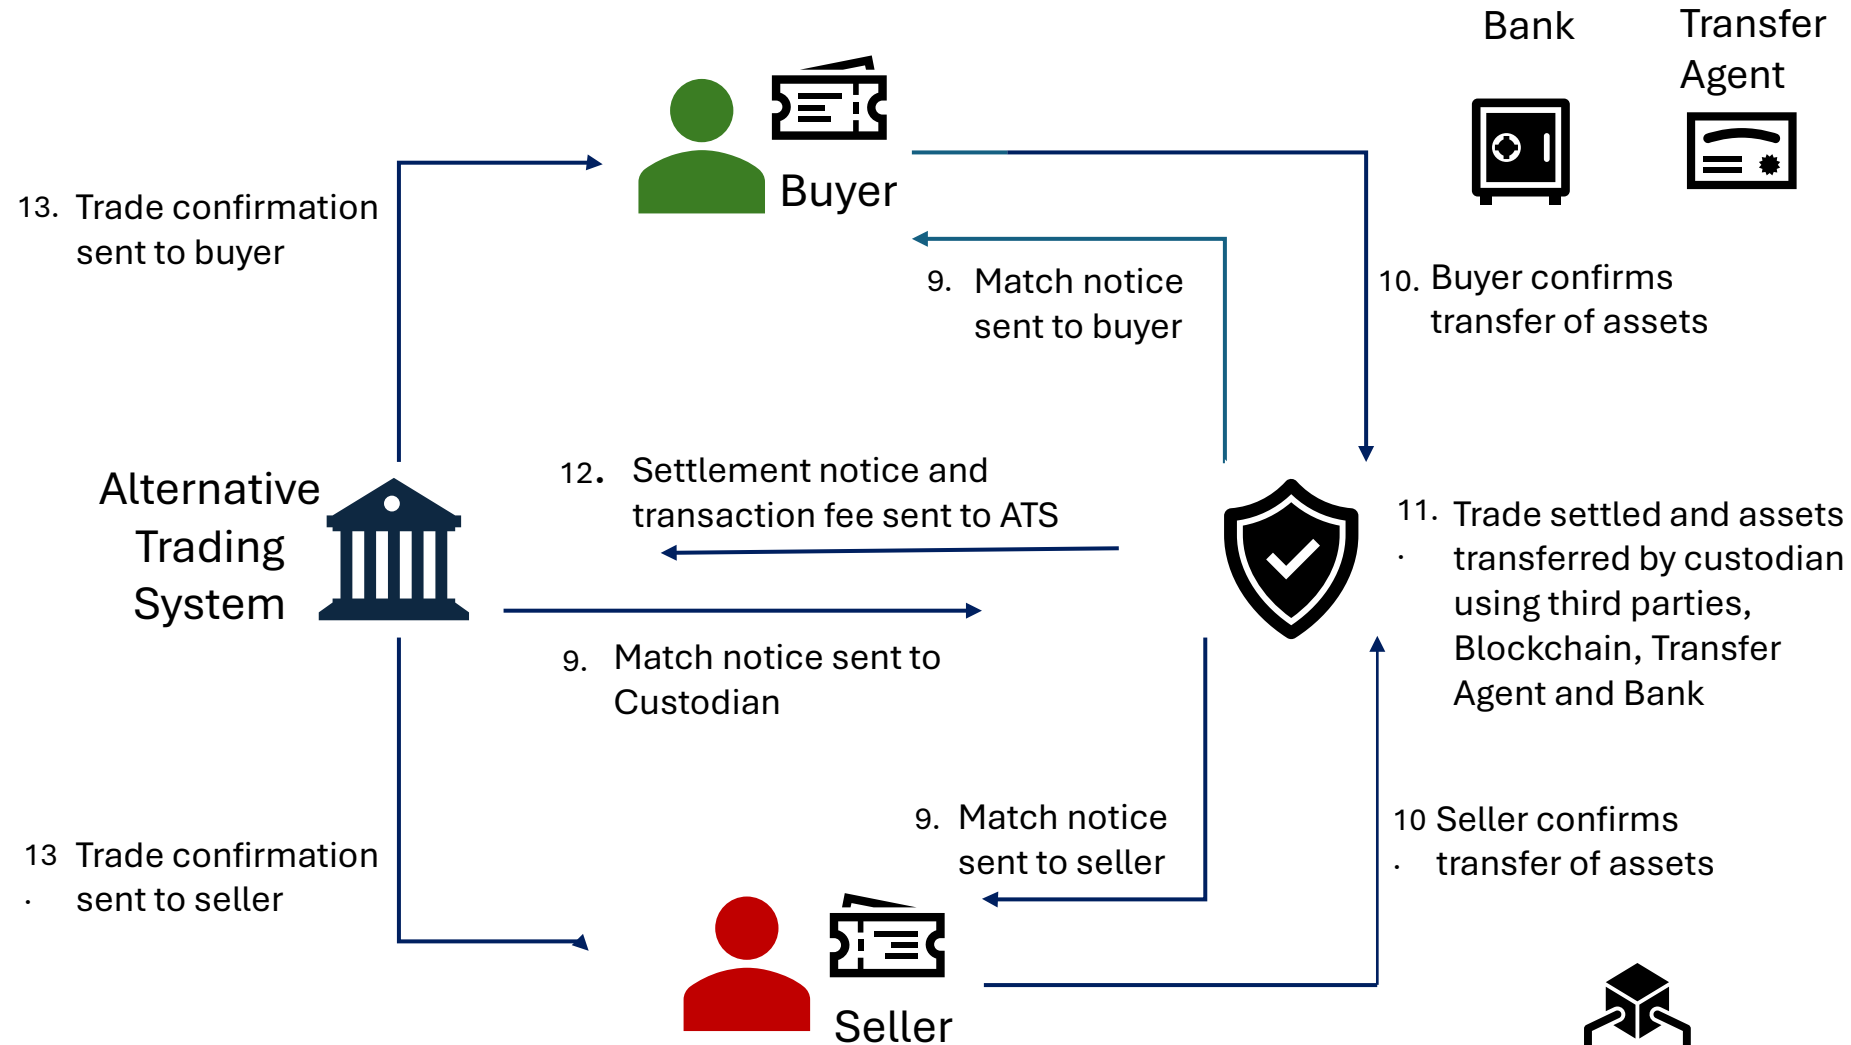 Bank
Transfer
Agent
Buyer
13. Trade confirmation
sent to buyer
9. Match notice
sent to buyer
10. Buyer confirms
transfer of assets
Alternative
Trading
System
12. Settlement notice and
transaction fee sent to ATS
11. Trade settled and assets
. transferred by custodian
using third parties,
Blockchain, Transfer
Agent and Bank
9. Match notice sent to
Custodian
9. Match notice
sent to seller
10 Seller confirms
. transfer of assets
13 Trade confirmation
. sent to seller
Seller